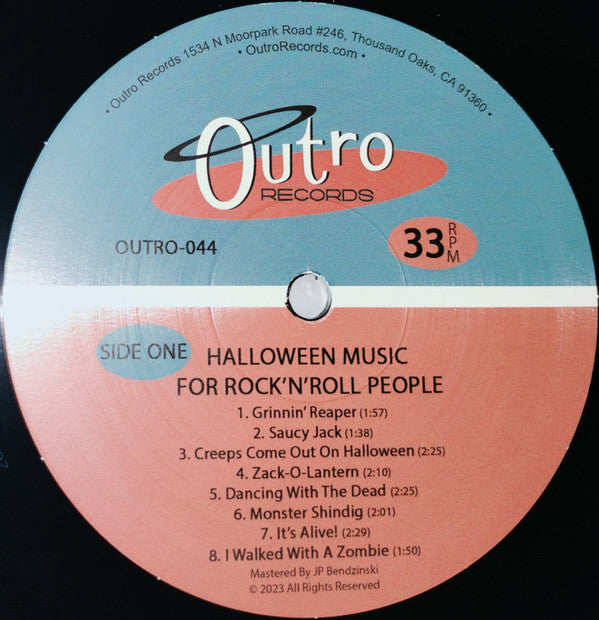 • Outro Records 1534 N Moorpark Road #246, Thousand Oaks, CA 91360 •
• OutroRecords.com •
Outro
RECORDS
OUTRO-044
33 RPM
SIDE ONE
HALLOWEEN MUSIC
FOR ROCK'N'ROLL PEOPLE
1. Grinnin' Reaper (1:57)
2. Saucy Jack (1:38)
3. Creeps Come Out On Halloween (2:25)
4. Zack-O-Lantern (2:10)
5. Dancing With The Dead (2:25)
6. Monster Shindig (2:01)
7. It's Alive! (2:29)
8. I Walked With A Zombie (1:50)
Mastered By JP Bendzinski
© 2023 All Rights Reserved